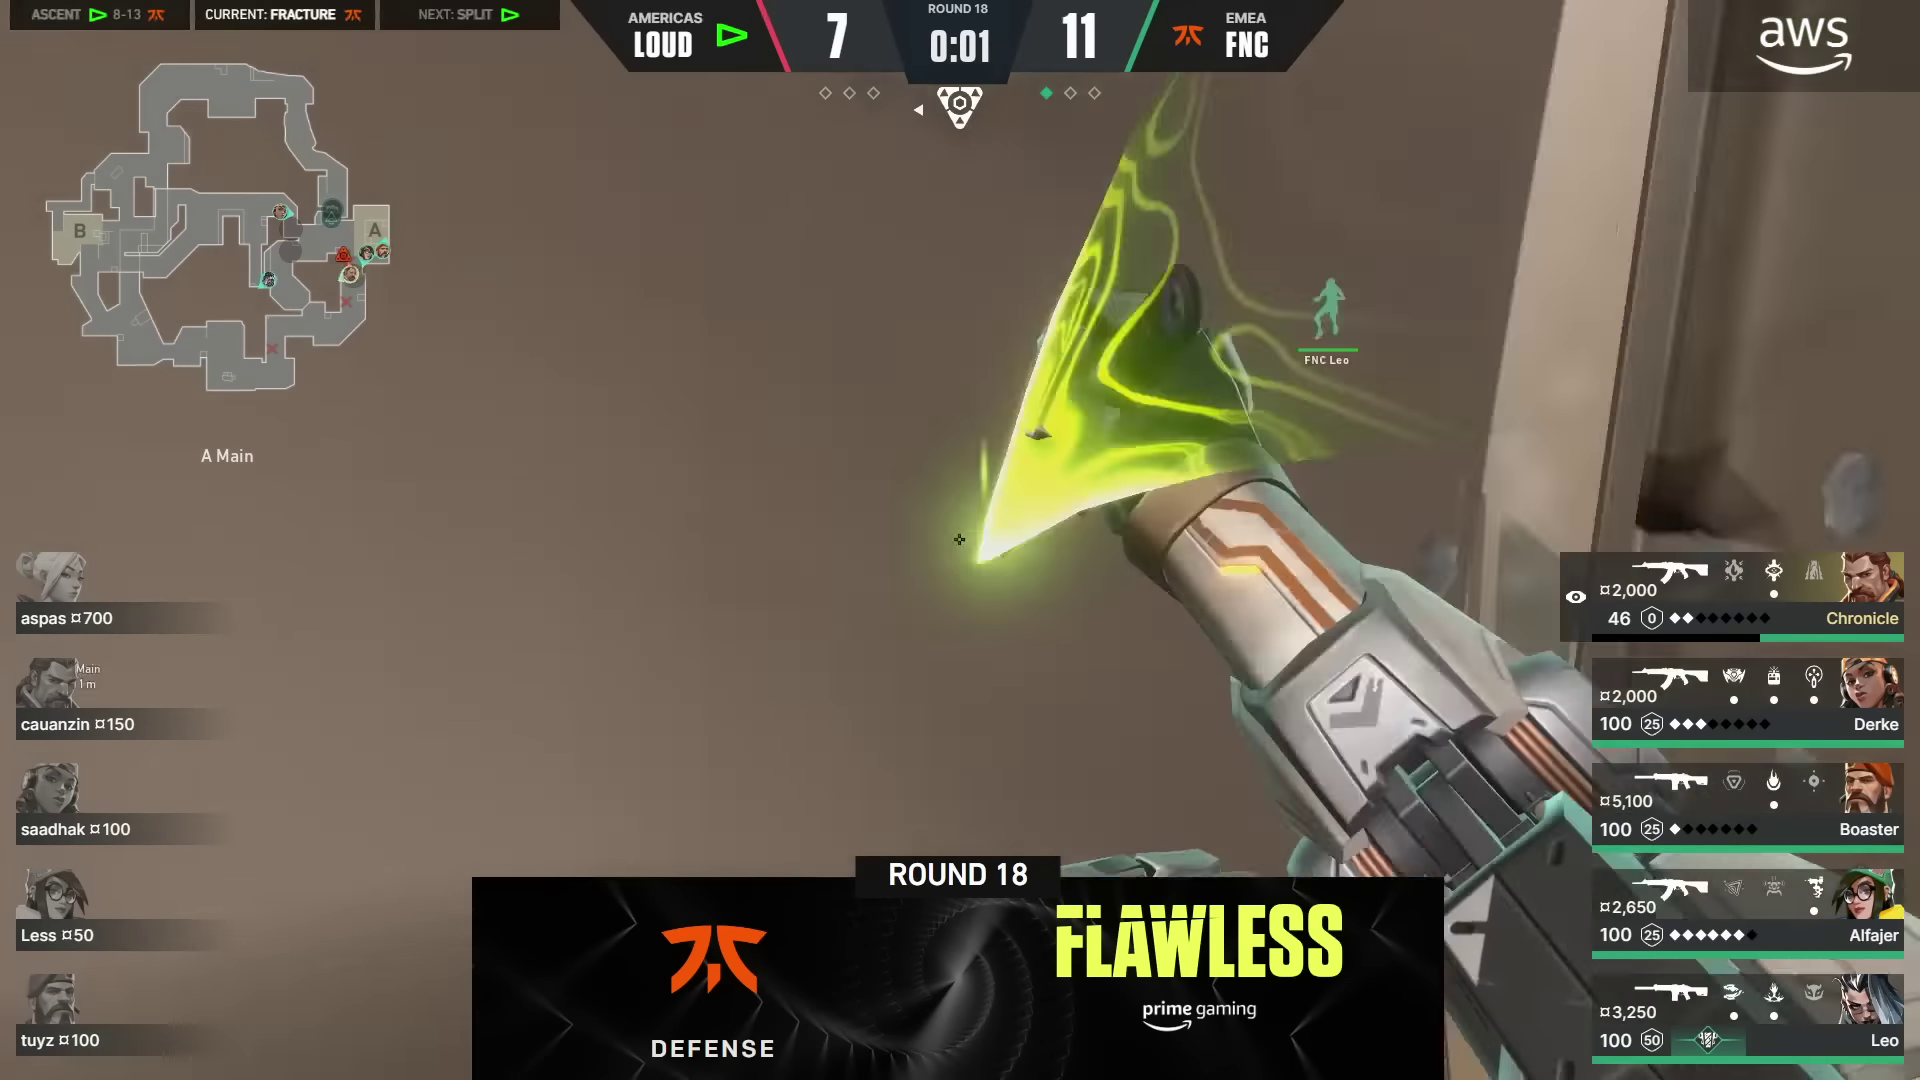 ASCENT 8-13
CURRENT: FRACTURE
NEXT: SPLIT
AMERICAS
LOUD
7
ROUND 18
0:01
11
EMEA
FNC
aws
B
A
A Main
FNC Leo
aspas ¤700
Main
1 m
cauanzin ¤150
saadhak ¤100
Less ¤50
tuyz ¤100
¤2,000
46 0 Chronicle
¤2,000
100 25 Derke
¤5,100
100 25 Boaster
¤2,650
100 25 Alfajer
¤3,250
100 50 Leo
ROUND 18
DEFENSE
FLAWLESS
prime gaming